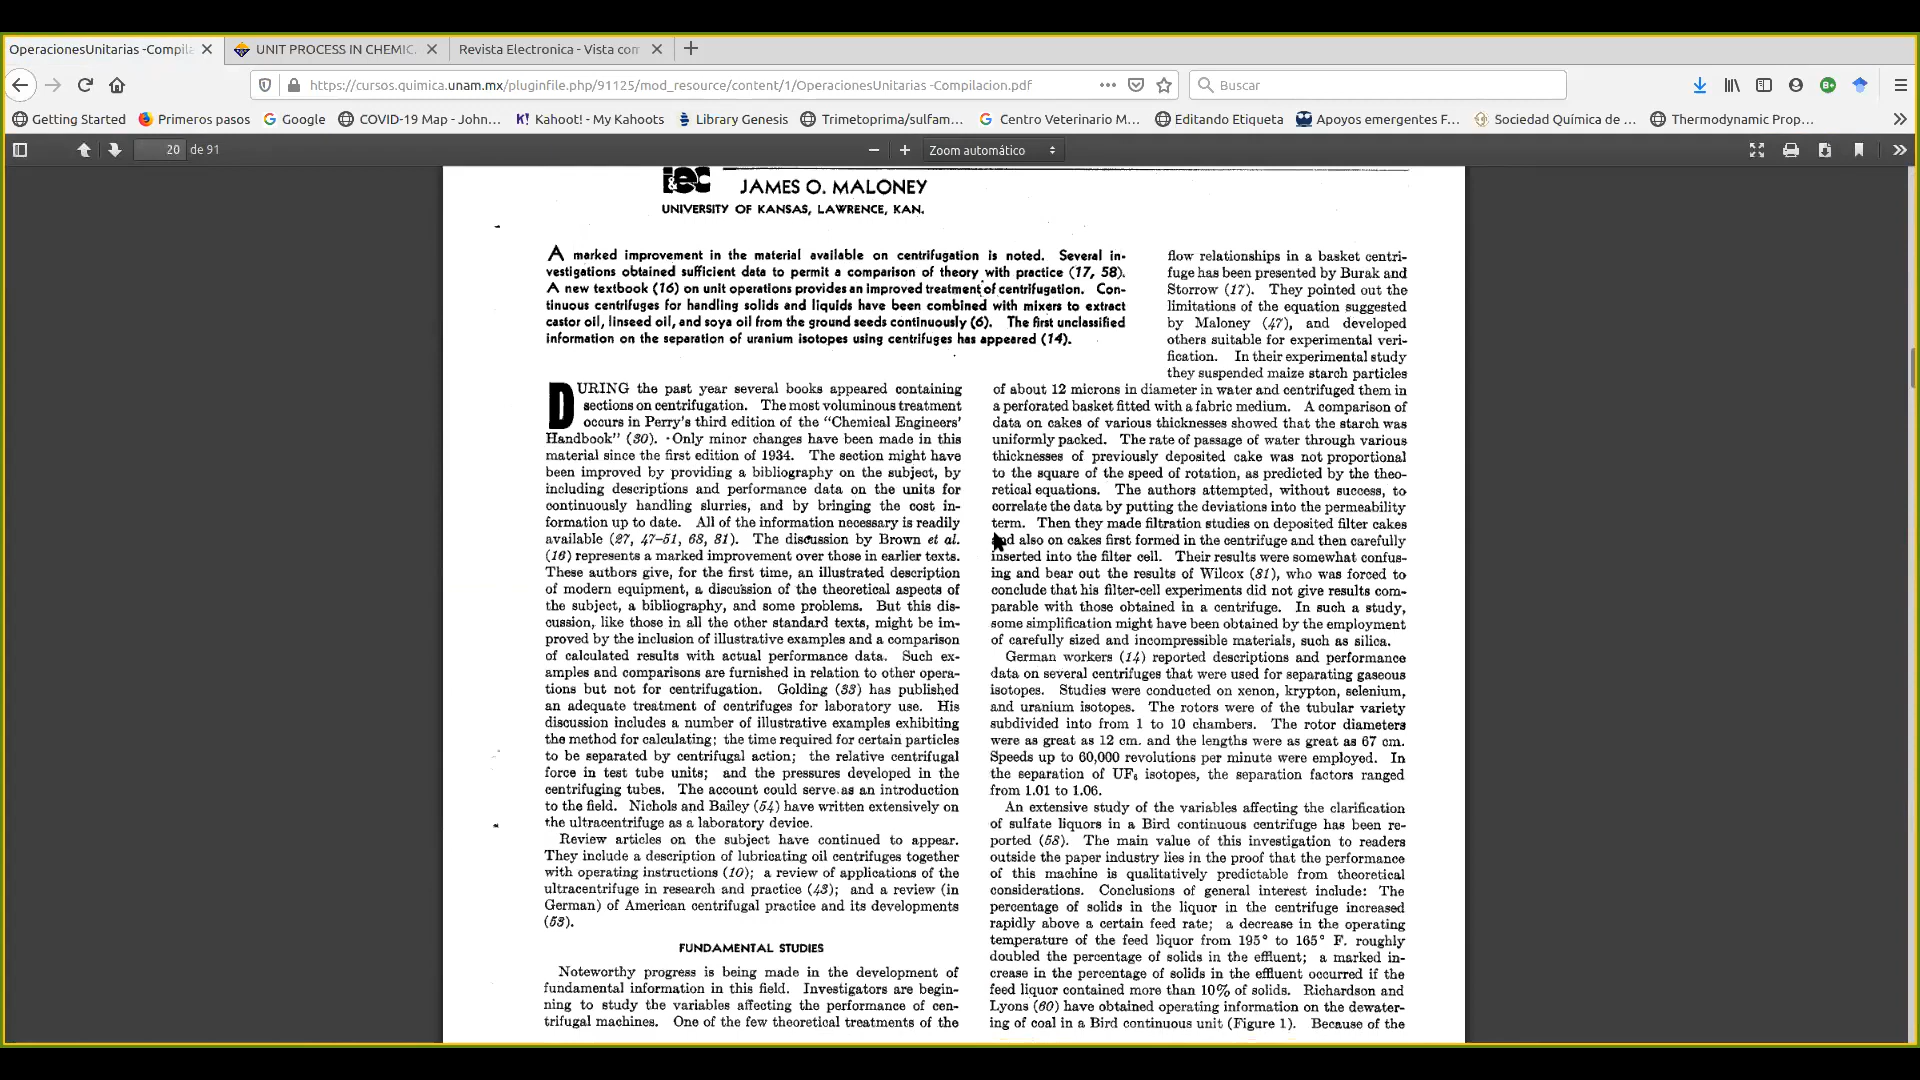 OperacionesUnitarias -Compila
UNIT PROCESS IN CHEMIC
Revista Electronica - Vista com
https://cursos.quimica.unam.mx/pluginfile.php/91125/mod_resource/content/1/OperacionesUnitarias -Compilacion.pdf
Buscar
Getting Started
Primeros pasos
Google
COVID-19 Map - John...
Kahoot! - My Kahoots
Library Genesis
Trimetoprima/sulfam...
Centro Veterinario M...
Editando Etiqueta
Apoyos emergentes F...
Sociedad Química de ...
Thermodynamic Prop...
20 de 91
Zoom automático
i&ec JAMES O. MALONEY
UNIVERSITY OF KANSAS, LAWRENCE, KAN.
A marked improvement in the material available on centrifugation is noted. Several in-
vestigations obtained sufficient data to permit a comparison of theory with practice (17, 58).
A new textbook (16) on unit operations provides an improved treatment of centrifugation. Con-
tinuous centrifuges for handling solids and liquids have been combined with mixers to extract
castor oil, linseed oil, and soya oil from the ground seeds continuously (6). The first unclassified
information on the separation of uranium isotopes using centrifuges has appeared (14).
DURING the past year several books appeared containing
sections on centrifugation. The most voluminous treatment
occurs in Perry's third edition of the "Chemical Engineers'
Handbook" (30). Only minor changes have been made in this
material since the first edition of 1934. The section might have
been improved by providing a bibliography on the subject, by
including descriptions and performance data on the units for
continuously handling slurries, and by bringing the cost in-
formation up to date. All of the information necessary is readily
available (27, 47-51, 68, 81). The discussion by Brown et al.
(16) represents a marked improvement over those in earlier texts.
These authors give, for the first time, an illustrated description
of modern equipment, a discussion of the theoretical aspects of
the subject, a bibliography, and some problems. But this dis-
cussion, like those in all the other standard texts, might be im-
proved by the inclusion of illustrative examples and a comparison
of calculated results with actual performance data. Such ex-
amples and comparisons are furnished in relation to other opera-
tions but not for centrifugation. Golding (33) has published
an adequate treatment of centrifuges for laboratory use. His
discussion includes a number of illustrative examples exhibiting
the method for calculating; the time required for certain particles
to be separated by centrifugal action; the relative centrifugal
force in test tube units; and the pressures developed in the
centrifuging tubes. The account could serve as an introduction
to the field. Nichols and Bailey (54) have written extensively on
the ultracentrifuge as a laboratory device.
Review articles on the subject have continued to appear.
They include a description of lubricating oil centrifuges together
with operating instructions (10); a review of applications of the
ultracentrifuge in research and practice (43); and a review (in
German) of American centrifugal practice and its developments
(53).
FUNDAMENTAL STUDIES
Noteworthy progress is being made in the development of
fundamental information in this field. Investigators are begin-
ning to study the variables affecting the performance of cen-
trifugal machines. One of the few theoretical treatments of the
flow relationships in a basket centri-
fuge has been presented by Burak and
Storrow (17). They pointed out the
limitations of the equation suggested
by Maloney (47), and developed
others suitable for experimental veri-
fication. In their experimental study
they suspended maize starch particles
of about 12 microns in diameter in water and centrifuged them in
a perforated basket fitted with a fabric medium. A comparison of
data on cakes of various thicknesses showed that the starch was
uniformly packed. The rate of passage of water through various
thicknesses of previously deposited cake was not proportional
to the square of the speed of rotation, as predicted by the theo-
retical equations. The authors attempted, without success, to
correlate the data by putting the deviations into the permeability
term. Then they made filtration studies on deposited filter cakes
and also on cakes first formed in the centrifuge and then carefully
inserted into the filter cell. Their results were somewhat confus-
ing and bear out the results of Wilcox (81), who was forced to
conclude that his filter-cell experiments did not give results com-
parable with those obtained in a centrifuge. In such a study,
some simplification might have been obtained by the employment
of carefully sized and incompressible materials, such as silica.
German workers (14) reported descriptions and performance
data on several centrifuges that were used for separating gaseous
isotopes. Studies were conducted on xenon, krypton, selenium,
and uranium isotopes. The rotors were of the tubular variety
subdivided into from 1 to 10 chambers. The rotor diameters
were as great as 12 cm. and the lengths were as great as 67 cm.
Speeds up to 60,000 revolutions per minute were employed. In
the separation of UF₆ isotopes, the separation factors ranged
from 1.01 to 1.06.
An extensive study of the variables affecting the clarification
of sulfate liquors in a Bird continuous centrifuge has been re-
ported (58). The main value of this investigation to readers
outside the paper industry lies in the proof that the performance
of this machine is qualitatively predictable from theoretical
considerations. Conclusions of general interest include: The
percentage of solids in the liquor in the centrifuge increased
rapidly above a certain feed rate; a decrease in the operating
temperature of the feed liquor from 195° to 165° F. roughly
doubled the percentage of solids in the effluent; a marked in-
crease in the percentage of solids in the effluent occurred if the
feed liquor contained more than 10% of solids. Richardson and
Lyons (60) have obtained operating information on the dewater-
ing of coal in a Bird continuous unit (Figure 1). Because of the